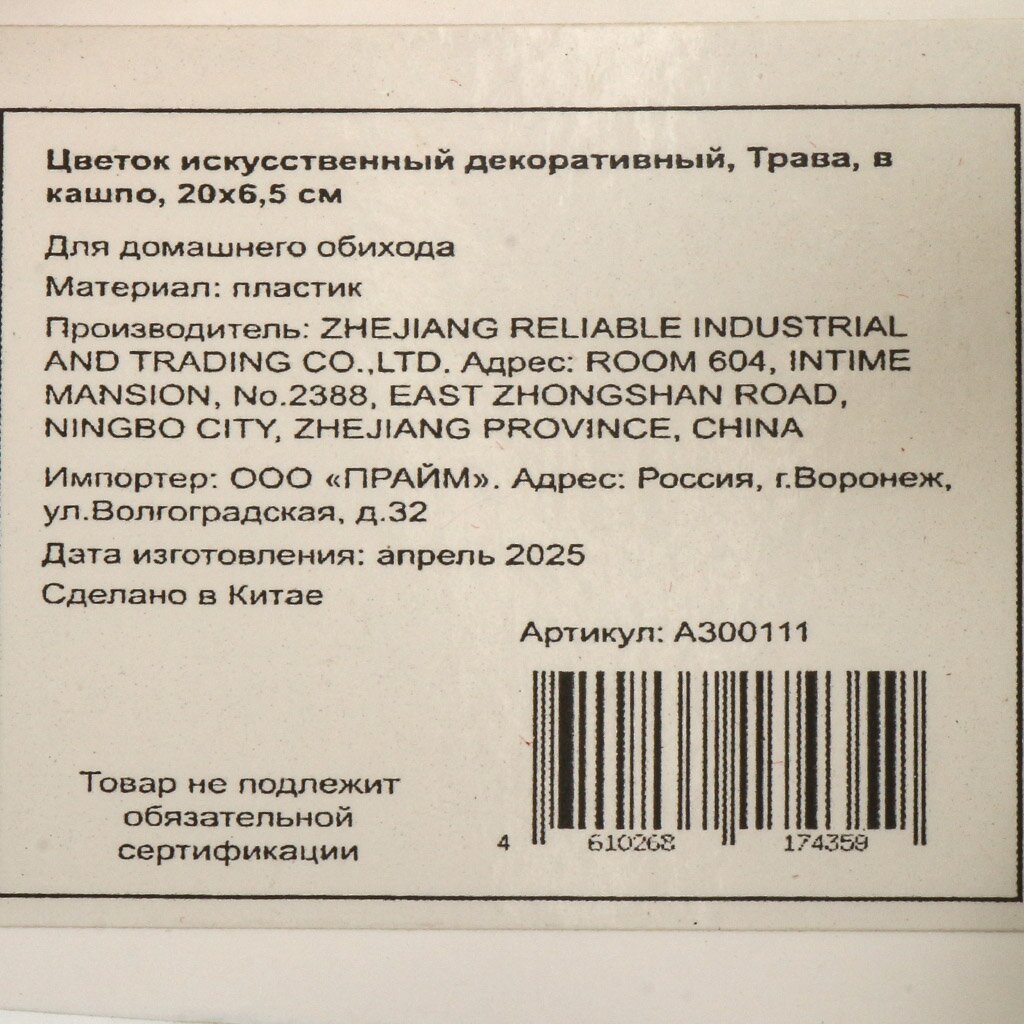 Цветок искусственный декоративный, Трава, в
кашпо, 20х6,5 см
Для домашнего обихода
Материал: пластик
Производитель: ZHEJIANG RELIABLE INDUSTRIAL
AND TRADING CO.,LTD. Адрес: ROOM 604, INTIME
MANSION, No.2388, EAST ZHONGSHAN ROAD,
NINGBO CITY, ZHEJIANG PROVINCE, CHINA
Импортер: ООО «ПРАЙМ». Адрес: Россия, г.Воронеж,
ул.Волгоградская, д.32
Дата изготовления: апрель 2025
Сделано в Китае
Артикул: А300111
Товар не подлежит
обязательной
сертификации
4 610268 174359